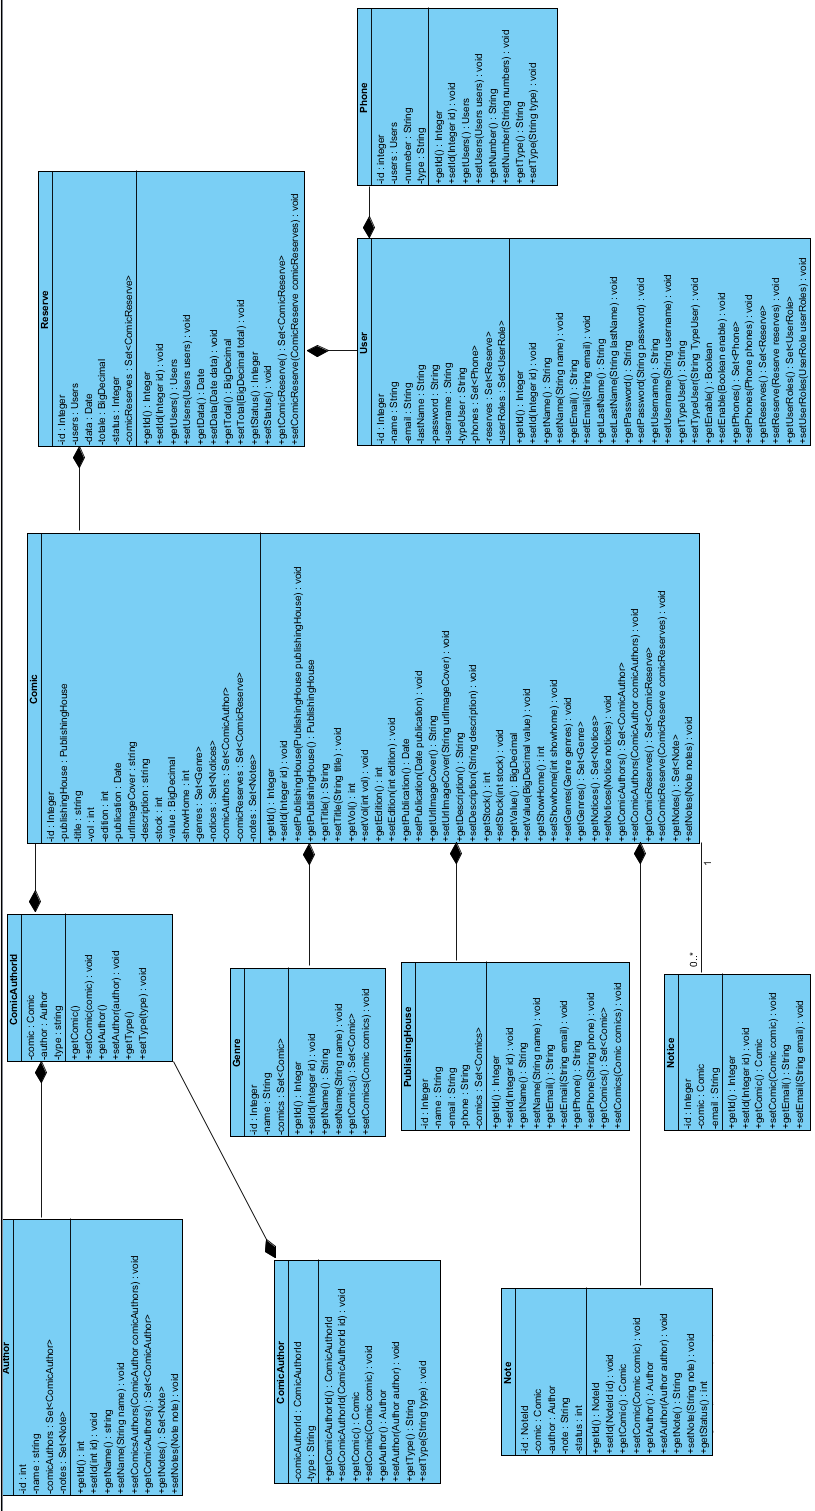 Phone
-id : integer
-users : Users
-numeber : String
-type : String
+getId() : Integer
+setId(Integer id) : void
+getUsers() : Users
+setUsers(Users users) : void
+getNumber() : String
+setNumber(String numbers) : void
+getType() : String
+setType(String type) : void
Reserve
-id : Integer
-users : Users
-data : Date
-totale : BigDecimal
-status : Integer
-comicReserves : Set<ComicReserve>
+getId() : Integer
+setId(Integer id) : void
+getUsers() : Users
+setUsers(Users users) : void
+getData() : Date
+setData(Date data) : void
+getTotal() : BigDecimal
+setTotal(BigDecimal total) : void
+getStatus() : Integer
+setStatus() : void
+getComicReserve() : Set<ComicReserve>
+setComicReserve(ComicReserve comicReserves) : void
User
-id : Integer
-name : String
-email : String
-lastName : String
-password : String
-username : String
-typeUser : String
-phones : Set<Phone>
-reserves : Set<Reserve>
-userRoles : Set<UserRole>
+getId() : Integer
+setId(Integer id) : void
+getName() : String
+setName(String name) : void
+getEmail() : String
+setEmail(String email) : void
+getLastName() : String
+setLastName(String lastName) : void
+getPassword() : String
+setPassword(String password) : void
+getUsername() : String
+setUsername(String username) : void
+getTypeUser() : String
+setTypeUser(String TypeUser) : void
+getEnable() : Boolean
+setEnable(Boolean enable) : void
+getPhones() : Set<Phone>
+setPhones(Phone phones) : void
+getReserves() : Set<Reserve>
+setReserve(Reserve reserves) : void
+getUserRoles() : Set<UserRole>
+setUserRoles(UserRole userRoles) : void
Comic
-id : Integer
-publishingHouse : PublishingHouse
-title : string
-vol : int
-edition : int
-publication : Date
-urlImageCover : string
-description : string
-stock : int
-value : BigDecimal
-showHome : int
-genres : Set<Genre>
-notices : Set<Notices>
-comicAuthors : Set<ComicAuthor>
-comicReserves : Set<ComicReserve>
-notes : Set<Notes>
+getId() : Integer
+setId(Integer id) : void
+setPublishingHouse(PublishingHouse publishingHouse) : void
+getPublishingHouse() : PublishingHouse
+getTitle() : String
+setTitle(String title) : void
+getVol() : int
+setVol(int vol) : void
+getEdition() : int
+setEdition(int edition) : void
+getPublication() : Date
+setPublication(Date publication) : void
+getUrlImageCover() : String
+setUrlImageCover(String urlImageCover) : void
+getDescription() : String
+setDescription(String description) : void
+getStock() : int
+setStock(int stock) : void
+getValue() : BigDecimal
+setValue(BigDecimal value) : void
+getShowHome() : int
+setShowhome(int showhome) : void
+setGenres(Genre genres) : void
+getGenres() : Set<Genre>
+getNotices() : Set<Notices>
+setNotices(Notice notices) : void
+getComicAuthors() : Set<ComicAuthor>
+setComicAuthors(ComicAuthor comicAuthors) : void
+getComicReserves() : Set<ComicReserve>
+setComicReserve(ComicReserve comicReserves) : void
+getNotes() : Set<Note>
+setNotes(Note notes) : void
1
0..*
ComicAuthorId
-comic : Comic
-author : Author
-type : string
+getComic()
+setComic(comic) : void
+getAuthor()
+setAuthor(author) : void
+getType()
+setType(type) : void
Genre
-id : Integer
-name : String
-comics : Set<Comic>
+getId() : Integer
+setId(Integer id) : void
+getName() : String
+setName(String name) : void
+getComics() : Set<Comic>
+setComics(Comic comics) : void
PublishingHouse
-id : Integer
-name : String
-email : String
-phone : String
-comics : Set<Comics>
+getId() : Integer
+setId(Integer id) : void
+getName() : String
+setName(String name) : void
+getEmail() : String
+setEmail(String email) : void
+getPhone() : String
+setPhone(String phone) : void
+getComics() : Set<Comic>
+setComics(Comic comics) : void
Notice
-id : Integer
-comic : Comic
-email : String
+getId() : Integer
+setId(Integer id) : void
+getComic() : Comic
+setComic(Comic comic) : void
+getEmail() : String
+setEmail(String email) : void
Author
-id : int
-name : string
-comicAuthors : Set<ComicAuthor>
-notes : Set<Note>
+getId() : int
+setId(int id) : void
+getName() : string
+setName(String name) : void
+setComicsAuthors(ComicAuthor comicAuthors) : void
+getComicAuthors() : Set<ComicAuthor>
+getNotes() : Set<Note>
+setNotes(Note note) : void
ComicAuthor
-comicAuthorId : ComicAuthorId
-type : String
+getComicAuthorId() : ComicAuthorId
+setComicAuthorId(ComicAuthorId id) : void
+getComic() : Comic
+setComic(Comic comic) : void
+getAuthor() : Author
+setAuthor(Author author) : void
+getType() : String
+setType(String type) : void
Note
-id : NoteId
-comic : Comic
-author : Author
-note : String
-status : int
+getId() : NoteId
+setId(NoteId id) : void
+getComic() : Comic
+setComic(Comic comic) : void
+getAuthor() : Author
+setAuthor(Author author) : void
+getNote() : String
+setNote(String note) : void
+getStatus() : int